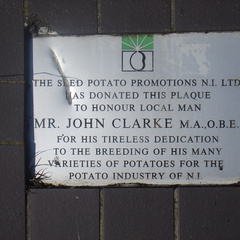 THE SEED POTATO PROMOTIONS N.I. LTD
HAS DONATED THIS PLAQUE
TO HONOUR LOCAL MAN
MR. JOHN CLARKE M.A.,O.B.E.
FOR HIS TIRELESS DEDICATION
TO THE BREEDING OF HIS MANY
VARIETIES OF POTATOES FOR THE
POTATO INDUSTRY OF N.I.